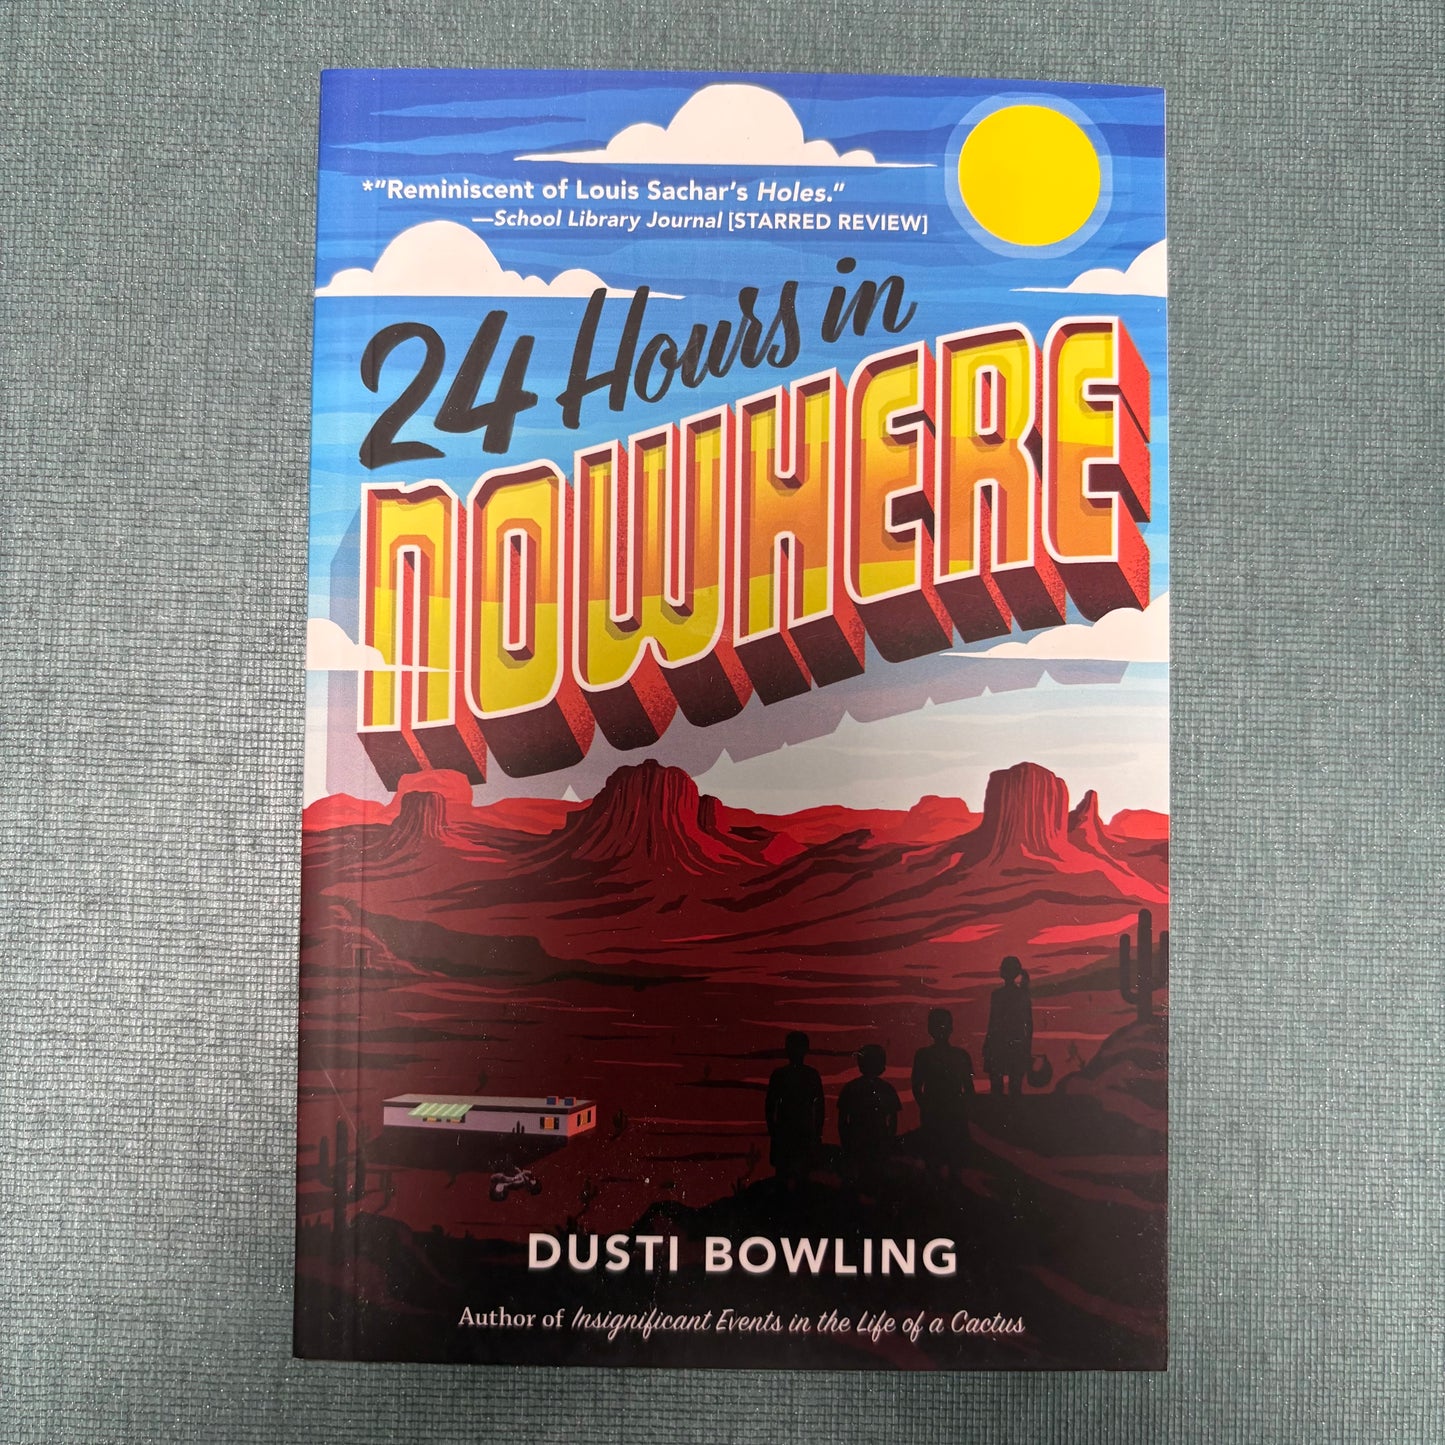 *"Reminiscent of Louis Sachar's Holes."
—School Library Journal [STARRED REVIEW]
24 Hours in
NOWHERE
DUSTI BOWLING
Author of Insignificant Events in the Life of a Cactus